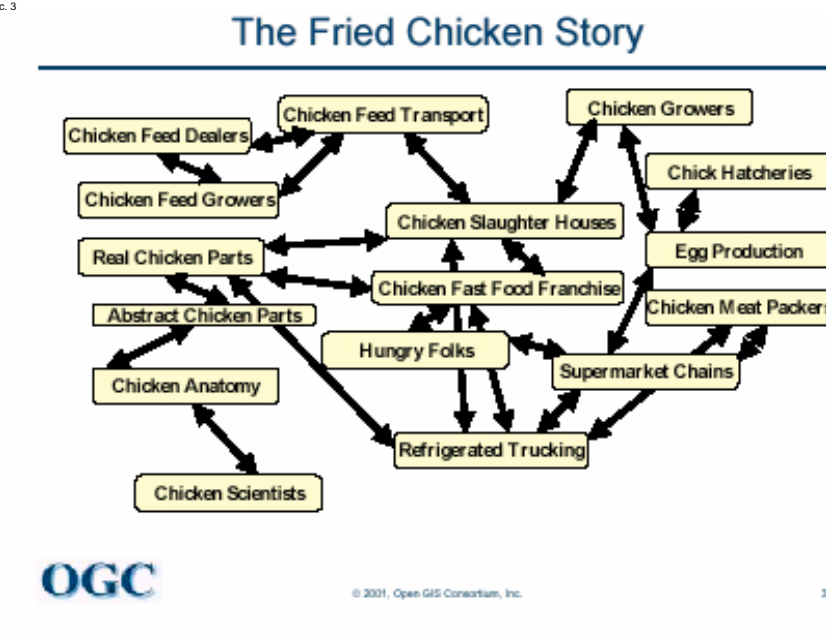 c. 3
The Fried Chicken Story
Chicken Feed Transport
Chicken Growers
Chicken Feed Dealers
Chick Hatcheries
Chicken Feed Growers
Chicken Slaughter Houses
Real Chicken Parts
Egg Production
Chicken Fast Food Franchise
Chicken Meat Packers
Abstract Chicken Parts
Hungry Folks
Supermarket Chains
Chicken Anatomy
Refrigerated Trucking
Chicken Scientists
OGC
© 2001, Open GIS Consortium, Inc.
3